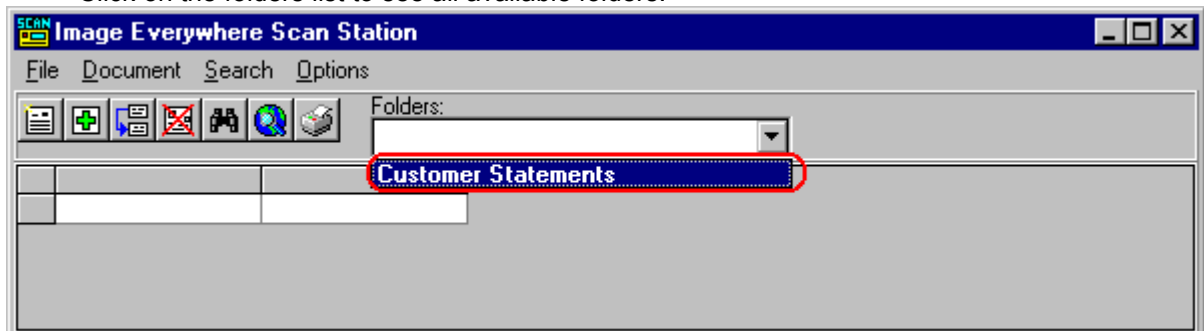 Click on the folders list to see all available folders.
SCAN Image Everywhere Scan Station
File Document Search Options
Folders:
Customer Statements